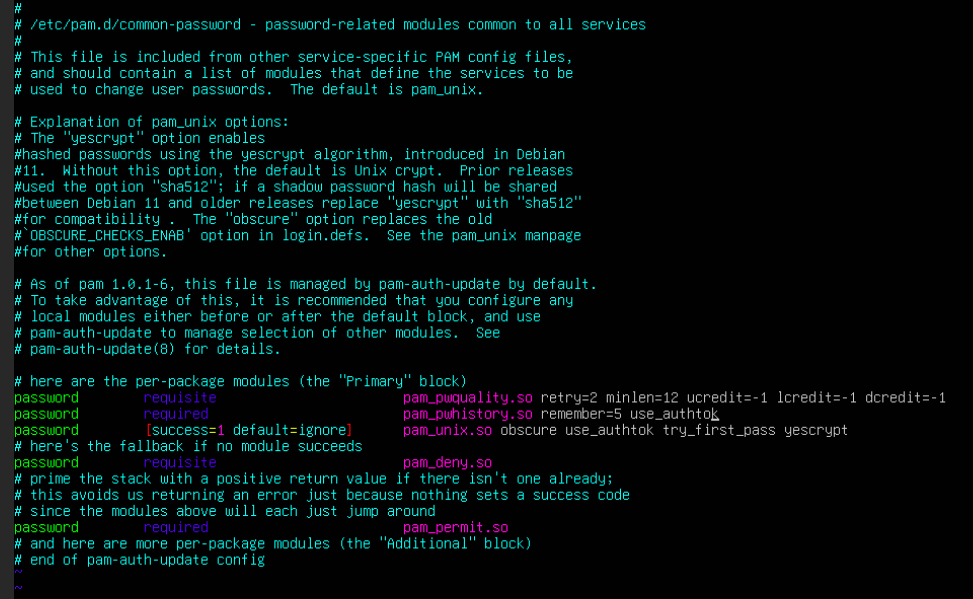 #
# /etc/pam.d/common-password - password-related modules common to all services
#
# This file is included from other service-specific PAM config files,
# and should contain a list of modules that define the services to be
# used to change user passwords.  The default is pam_unix.

# Explanation of pam_unix options:
# The "yescrypt" option enables
#hashed passwords using the yescrypt algorithm, introduced in Debian
#11.  Without this option, the default is Unix crypt.  Prior releases
#used the option "sha512"; if a shadow password hash will be shared
#between Debian 11 and older releases replace "yescrypt" with "sha512"
#for compatibility .  The "obscure" option replaces the old
#`OBSCURE_CHECKS_ENAB' option in login.defs.  See the pam_unix manpage
#for other options.

# As of pam 1.0.1-6, this file is managed by pam-auth-update by default.
# To take advantage of this, it is recommended that you configure any
# local modules either before or after the default block, and use
# pam-auth-update to manage selection of other modules.  See
# pam-auth-update(8) for details.

# here are the per-package modules (the "Primary" block)
password        requisite                       pam_pwquality.so retry=2 minlen=12 ucredit=-1 lcredit=-1 dcredit=-1
password        required                        pam_pwhistory.so remember=5 use_authtok
password        [success=1 default=ignore]      pam_unix.so obscure use_authtok try_first_pass yescrypt
# here's the fallback if no module succeeds
password        requisite                       pam_deny.so
# prime the stack with a positive return value if there isn't one already;
# this avoids us returning an error just because nothing sets a success code
# since the modules above will each just jump around
password        required                        pam_permit.so
# and here are more per-package modules (the "Additional" block)
# end of pam-auth-update config
~
~